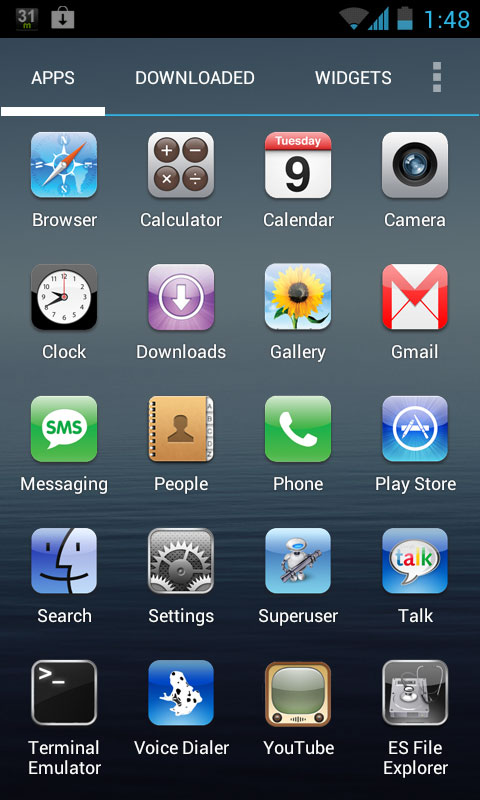 31
m
1:48
APPS
DOWNLOADED
WIDGETS
Tuesday
9
Browser
Calculator
Calendar
Camera
Clock
Downloads
Gallery
Gmail
SMS
Messaging
People
Phone
Play Store
talk
Search
Settings
Superuser
Talk
>_
Terminal
Emulator
Voice Dialer
YouTube
ES File
Explorer